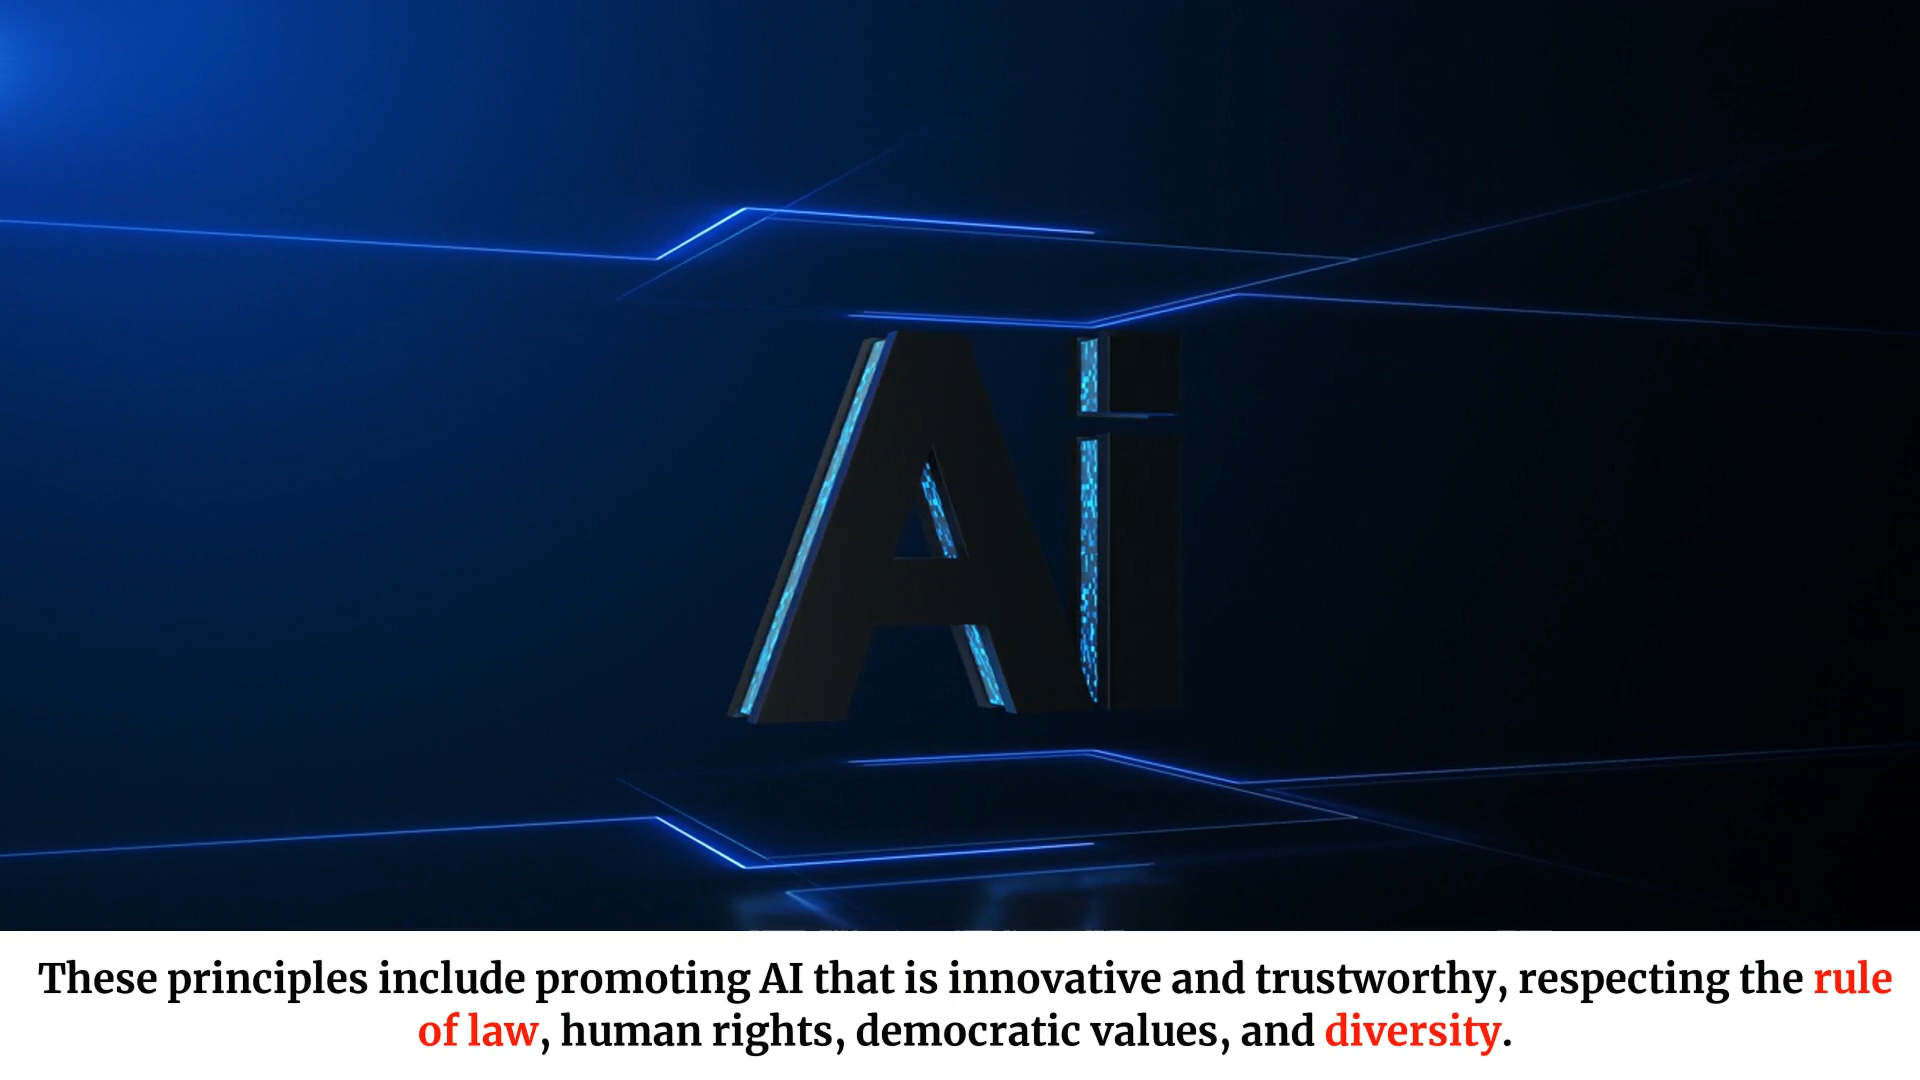 Ai
These principles include promoting AI that is innovative and trustworthy, respecting the rule
of law, human rights, democratic values, and diversity.